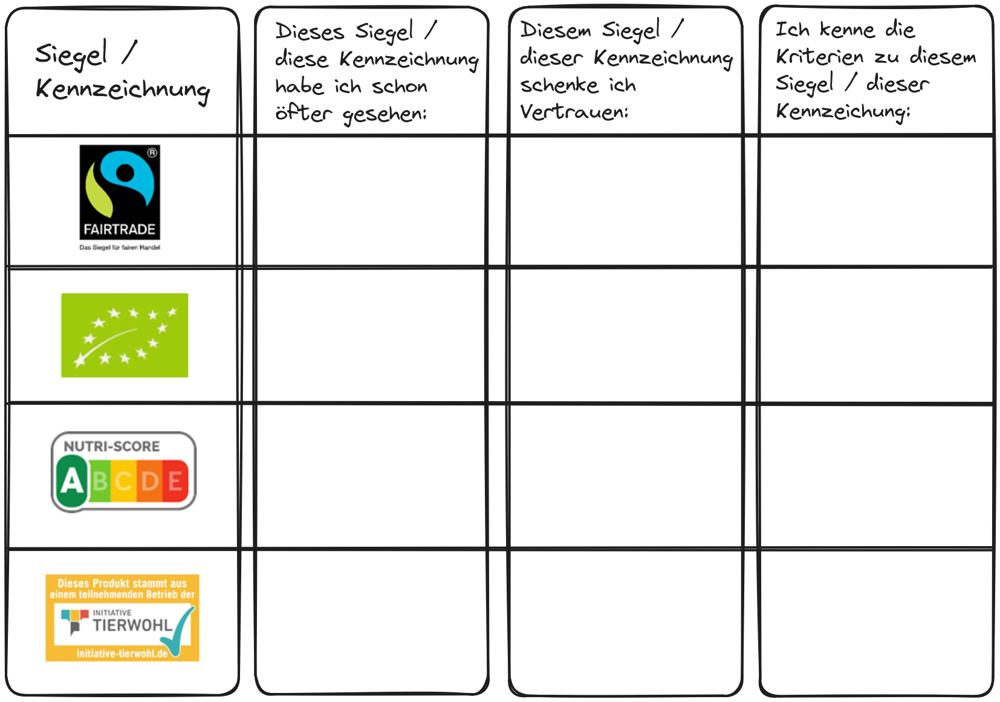 Siegel /
Kennzeichnung
Dieses Siegel /
diese Kennzeichnung
habe ich schon
öfter gesehen:
Diesem Siegel /
dieser Kennzeichnung
schenke ich
Vertrauen:
Ich kenne die
Kriterien zu diesem
Siegel / dieser
Kennzeichung:
®
FAIRTRADE
Das Siegel für fairen Handel
NUTRI-SCORE
A B C D E
Dieses Produkt stammt aus
einem teilnehmenden Betrieb der
INITIATIVE
TIERWOHL
initiative-tierwohl.de